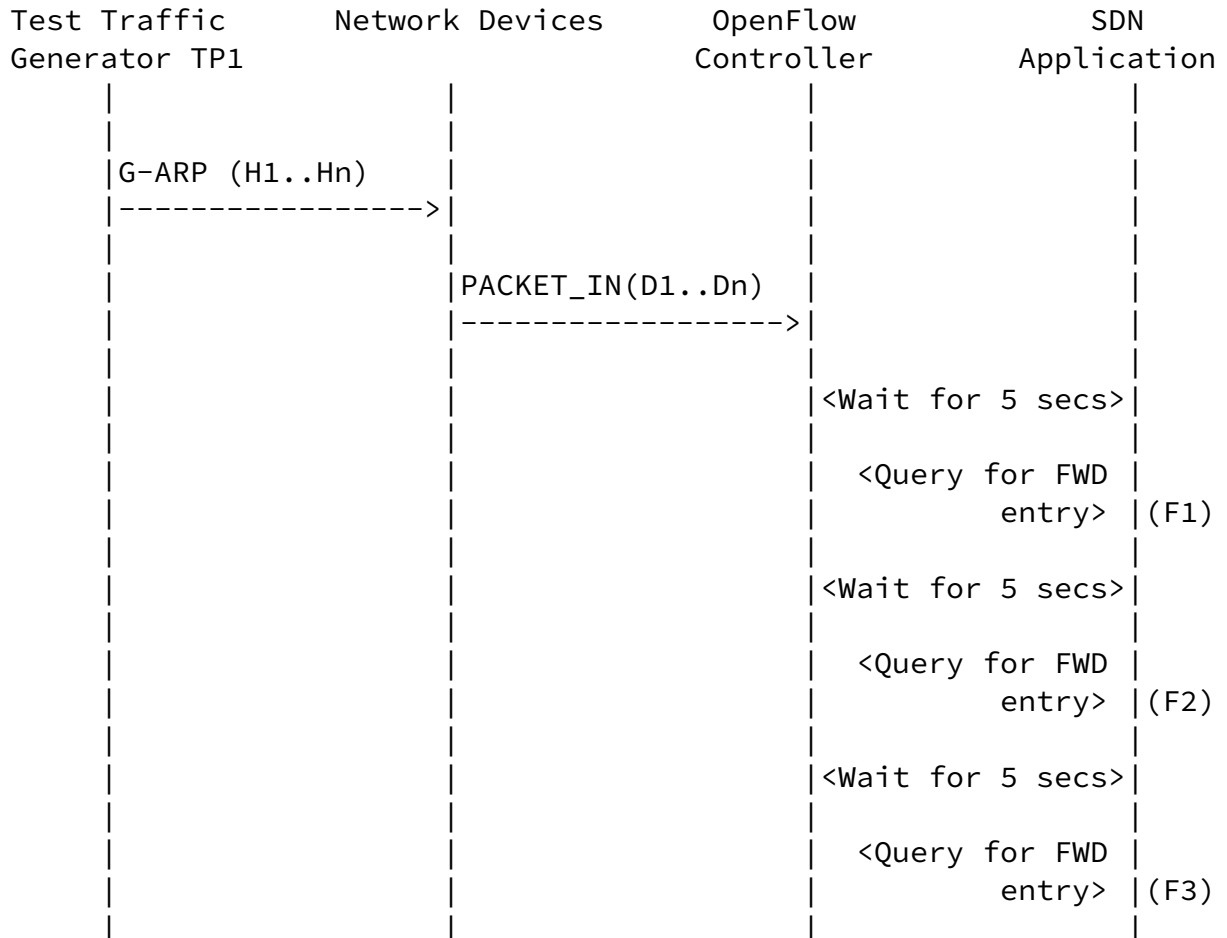 Test Traffic Network Devices OpenFlow SDN
Generator TP1 Controller Application
G-ARP (H1..Hn)
PACKET_IN(D1..Dn)
<Wait for 5 secs>
<Query for FWD
entry> (F1)
<Wait for 5 secs>
<Query for FWD
entry> (F2)
<Wait for 5 secs>
<Query for FWD
entry> (F3)